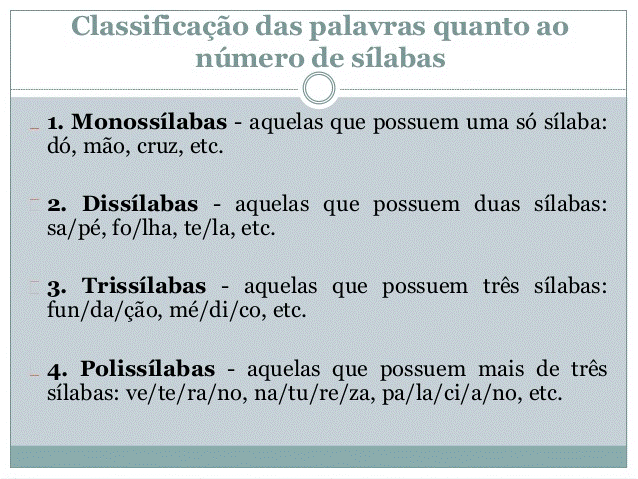 Classificação das palavras quanto ao
número de sílabas
1. Monossílabas - aquelas que possuem uma só sílaba:
dó, mão, cruz, etc.
2. Dissílabas - aquelas que possuem duas sílabas:
sa/pé, fo/lha, te/la, etc.
3. Trissílabas - aquelas que possuem três sílabas:
fun/da/ção, mé/di/co, etc.
4. Polissílabas - aquelas que possuem mais de três
sílabas: ve/te/ra/no, na/tu/re/za, pa/la/ci/a/no, etc.